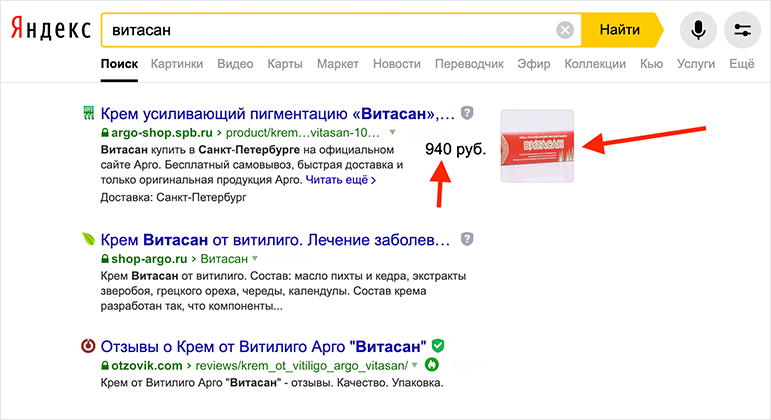 Яндекс витасан Найти
Поиск Картинки Видео Карты Маркет Новости Переводчик Эфир Коллекции Кью Услуги Ещё
Крем усиливающий пигментацию «Витасан»,...
argo-shop.spb.ru › product/krem...vitasan-10...
Витасан купить в Санкт-Петербурге на официальном
сайте Арго. Бесплатный самовывоз, быстрая доставка и
только оригинальная продукция Арго. Читать ещё ›
Доставка: Санкт-Петербург
940 руб.
ВИТАСАН
Крем Витасан от витилиго. Лечение заболев...
shop-argo.ru › Витасан
Крем Витасан от витилиго. Состав: масло пихты и кедра, экстракты
зверобоя, грецкого ореха, череды, календулы. Состав крема
разработан так, что компоненты...
Отзывы о Крем от Витилиго Арго "Витасан"
otzovik.com › reviews/krem_ot_vitiligo_argo_vitasan/
Крем от Витилиго Арго "Витасан" - отзывы. Качество. Упаковка.